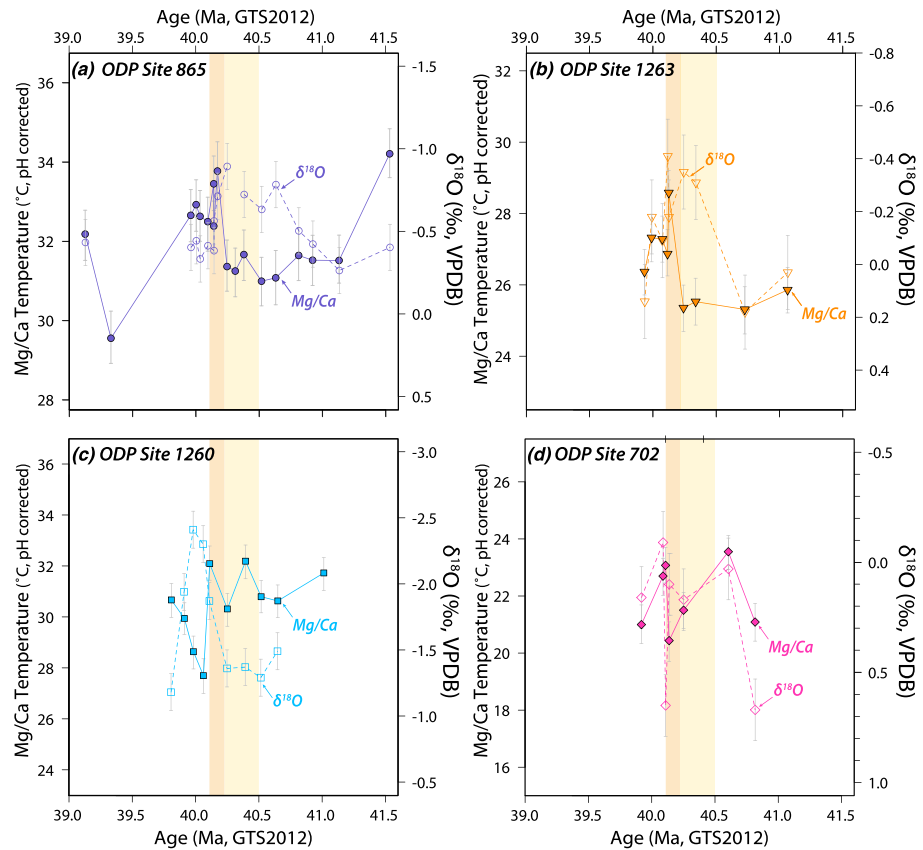 Age (Ma, GTS2012)
39.0 39.5 40.0 40.5 41.0 41.5
(a) ODP Site 865
Mg/Ca Temperature (˚C, pH corrected)
36
34
32
30
28
δ¹⁸O
Mg/Ca
-1.5
-1.0
-0.5
0.0
0.5
δ¹⁸O (‰, VPDB)
Age (Ma, GTS2012)
39.0 39.5 40.0 40.5 41.0 41.5
(b) ODP Site 1263
Mg/Ca Temperature (˚C, pH corrected)
32
30
28
26
24
δ¹⁸O
Mg/Ca
-0.8
-0.6
-0.4
-0.2
0.0
0.2
0.4
δ¹⁸O (‰, VPDB)
(c) ODP Site 1260
Mg/Ca Temperature (˚C, pH corrected)
36
34
32
30
28
26
24
Mg/Ca
δ¹⁸O
-3.0
-2.5
-2.0
-1.5
-1.0
-0.5
δ¹⁸O (‰, VPDB)
39.0 39.5 40.0 40.5 41.0 41.5
Age (Ma, GTS2012)
(d) ODP Site 702
Mg/Ca Temperature (˚C, pH corrected)
26
24
22
20
18
16
Mg/Ca
δ¹⁸O
-0.5
0.0
0.5
1.0
δ¹⁸O (‰, VPDB)
39.0 39.5 40.0 40.5 41.0 41.5
Age (Ma, GTS2012)